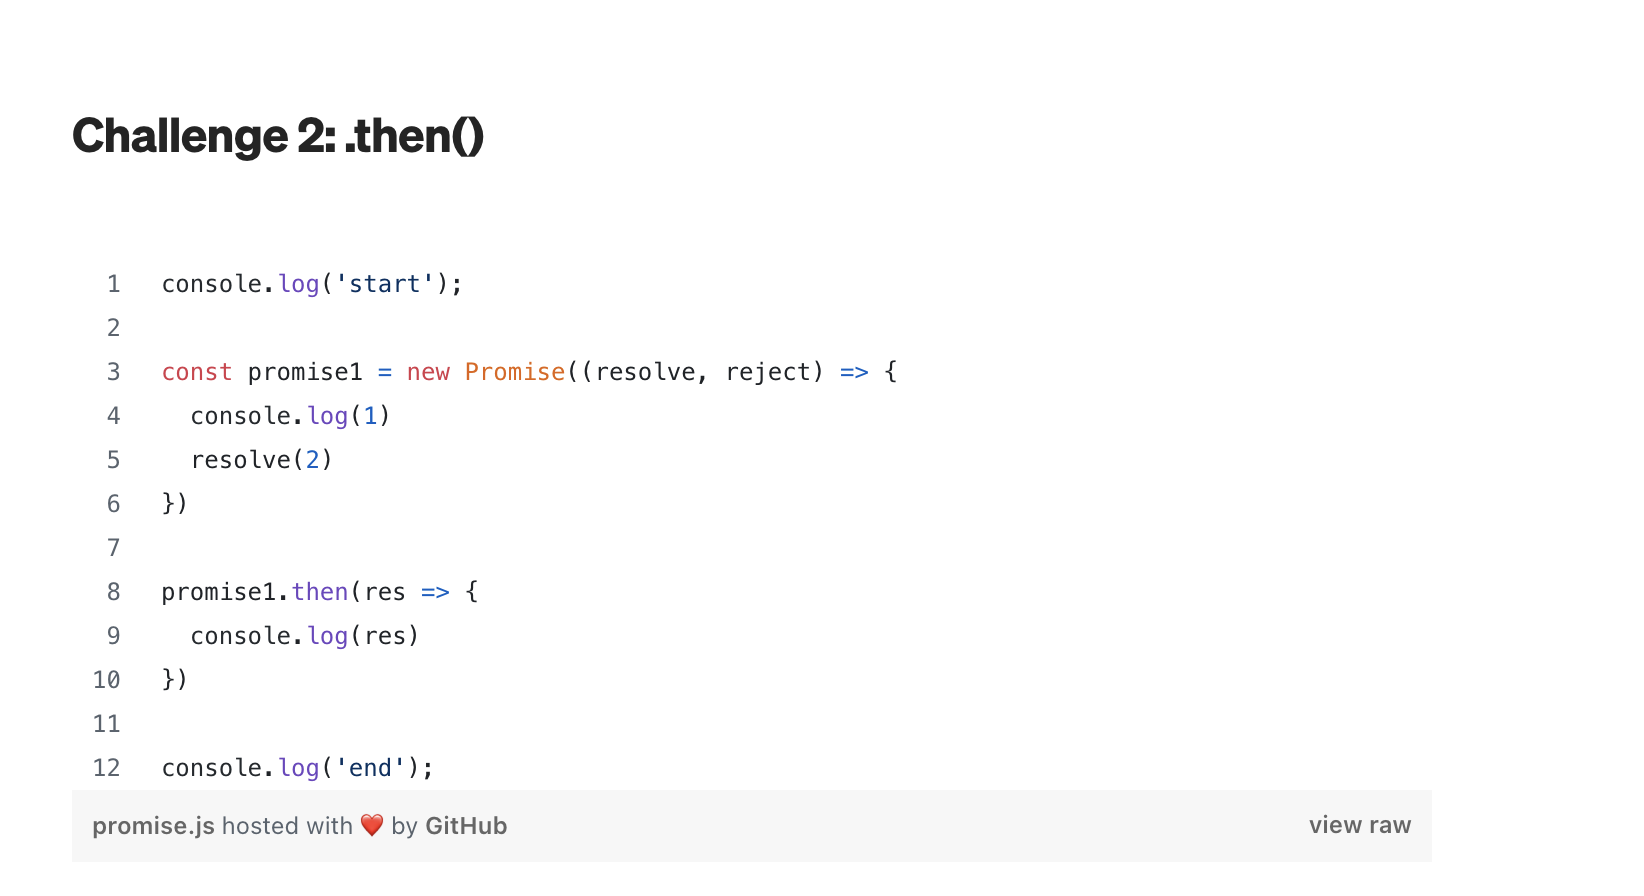 Challenge 2: .then()
1 console.log('start');
2
3 const promise1 = new Promise((resolve, reject) => {
4   console.log(1)
5   resolve(2)
6 })
7
8 promise1.then(res => {
9   console.log(res)
10 })
11
12 console.log('end');
promise.js hosted with ❤️ by GitHub view raw